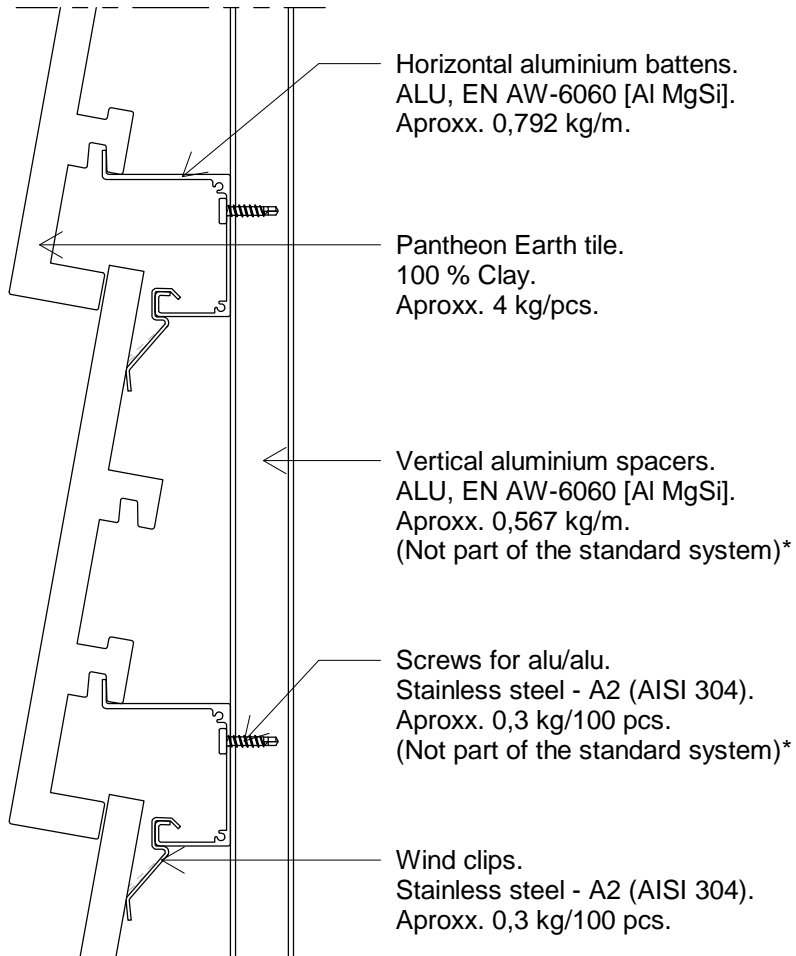 Horizontal aluminium battens.
ALU, EN AW-6060 [Al MgSi].
Aproxx. 0,792 kg/m.
Pantheon Earth tile.
100 % Clay.
Aproxx. 4 kg/pcs.
Vertical aluminium spacers.
ALU, EN AW-6060 [Al MgSi].
Aproxx. 0,567 kg/m.
(Not part of the standard system)*
Screws for alu/alu.
Stainless steel - A2 (AISI 304).
Aproxx. 0,3 kg/100 pcs.
(Not part of the standard system)*
Wind clips.
Stainless steel - A2 (AISI 304).
Aproxx. 0,3 kg/100 pcs.